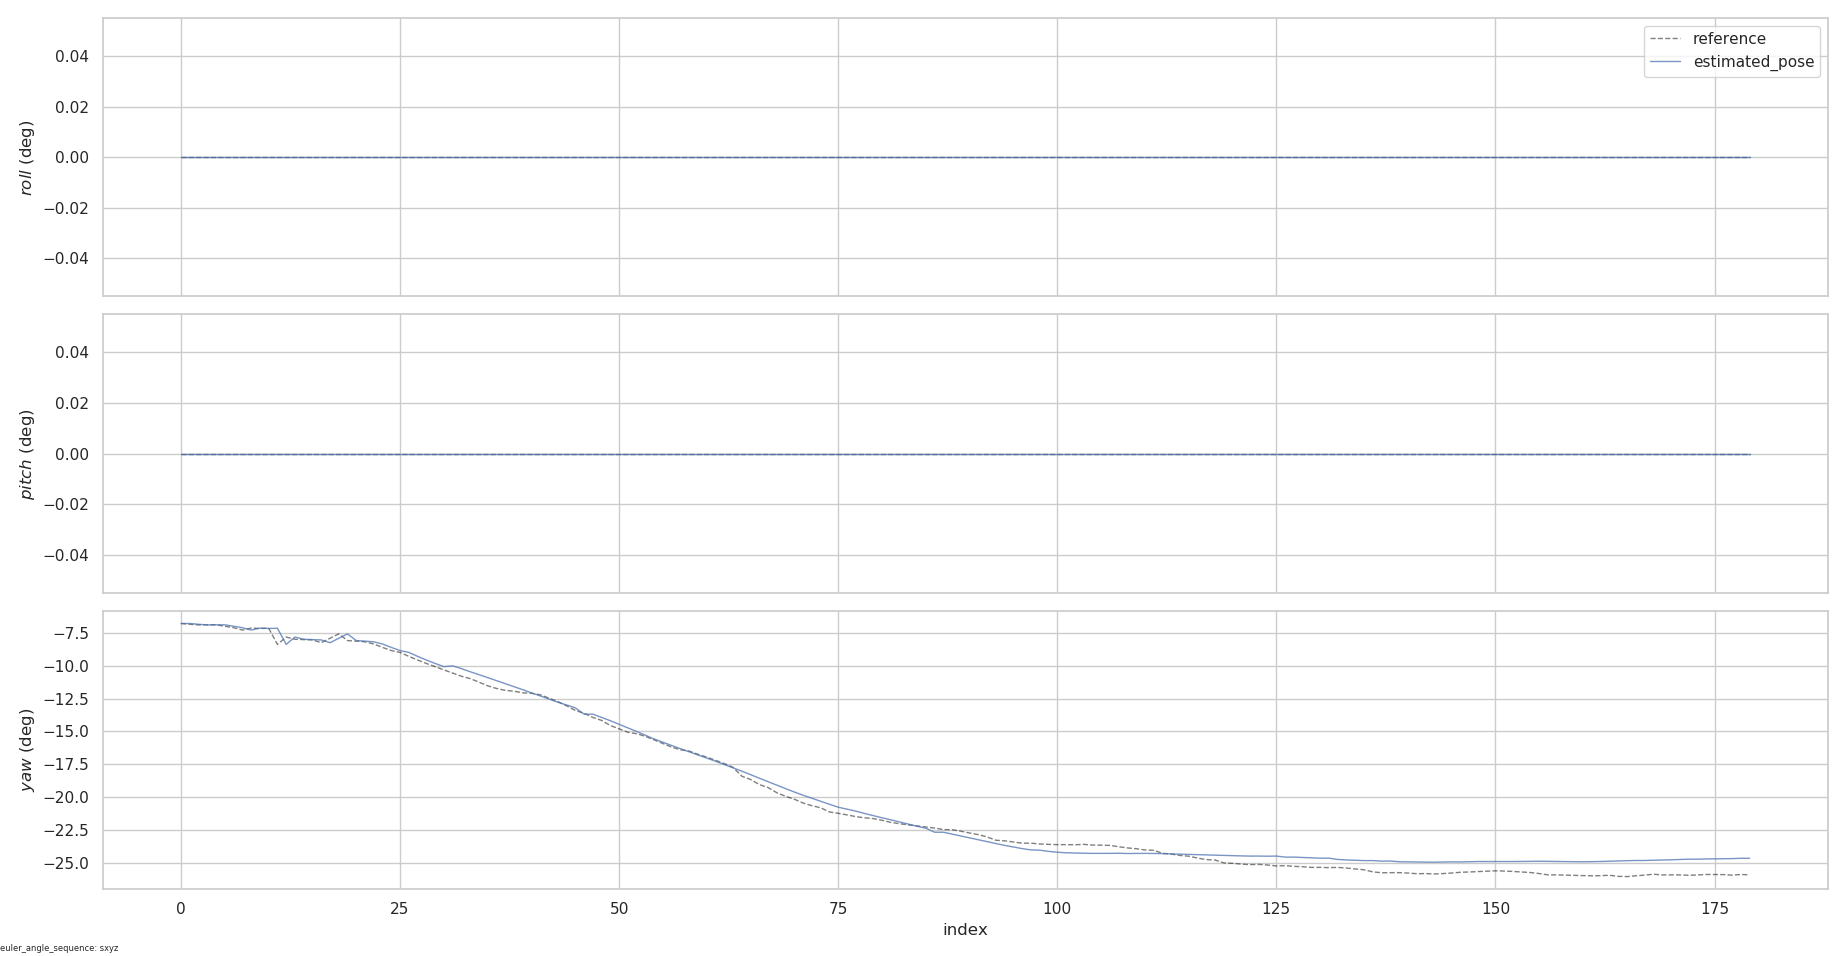 reference
estimated_pose
0.04
0.02
0.00
−0.02
−0.04
roll (deg)
0.04
0.02
0.00
−0.02
−0.04
pitch (deg)
−7.5
−10.0
−12.5
−15.0
−17.5
−20.0
−22.5
−25.0
yaw (deg)
0 25 50 75 100 125 150 175
index
euler_angle_sequence: sxyz